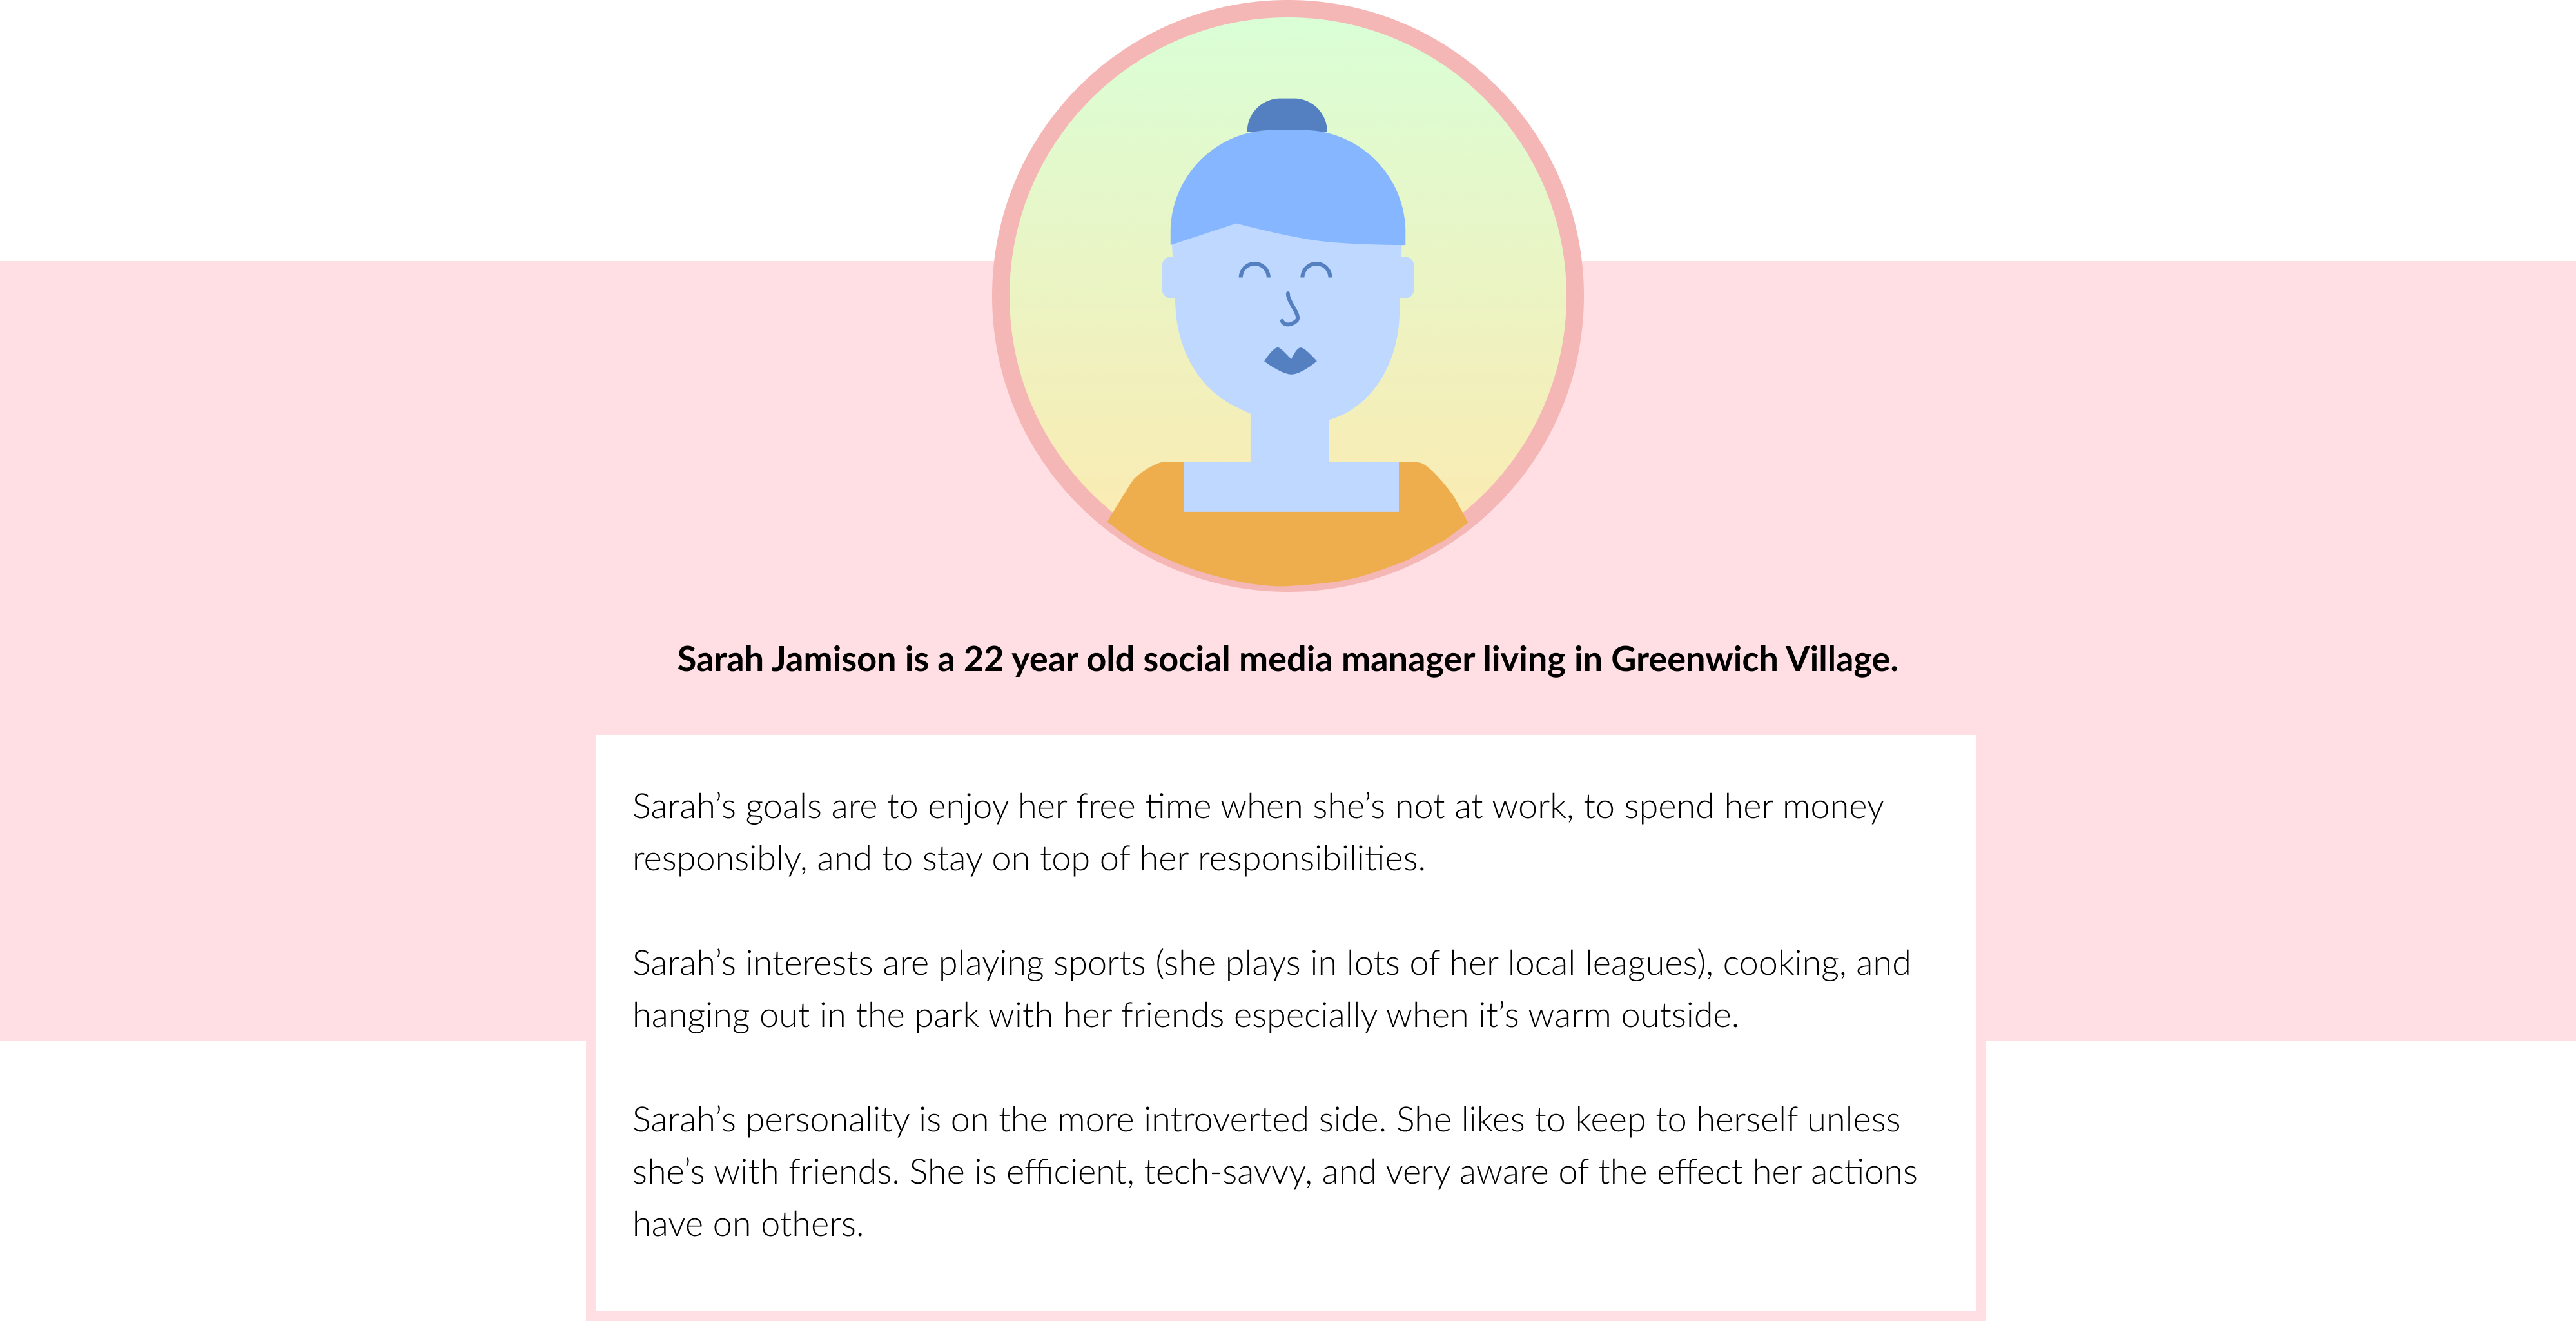 Sarah Jamison is a 22 year old social media manager living in Greenwich Village.
Sarah’s goals are to enjoy her free time when she’s not at work, to spend her money
responsibly, and to stay on top of her responsibilities.
Sarah’s interests are playing sports (she plays in lots of her local leagues), cooking, and
hanging out in the park with her friends especially when it’s warm outside.
Sarah’s personality is on the more introverted side. She likes to keep to herself unless
she’s with friends. She is efficient, tech-savvy, and very aware of the effect her actions
have on others.